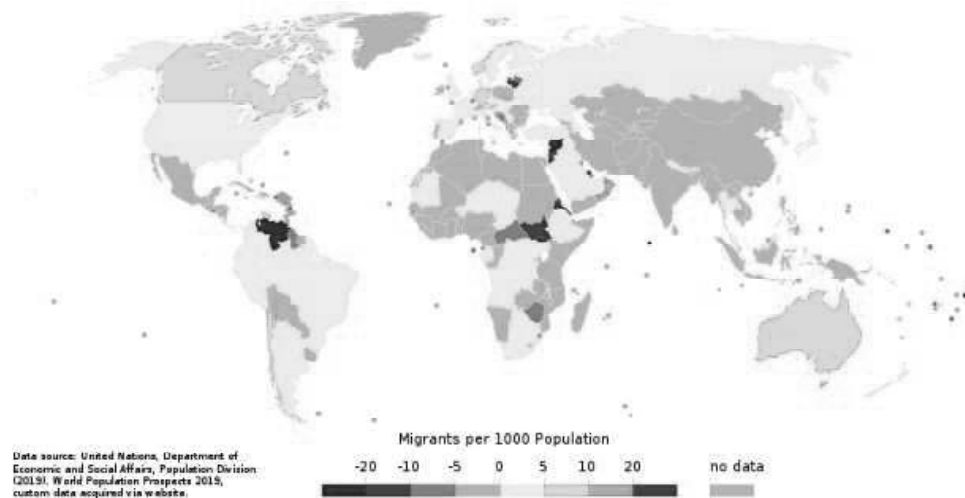 Migrants per 1000 Population
-20 -10 -5 0 5 10 20 no data
Data source: United Nations, Department of
Economic and Social Affairs, Population Division
(2019). World Population Prospects 2019,
custom data acquired via website.